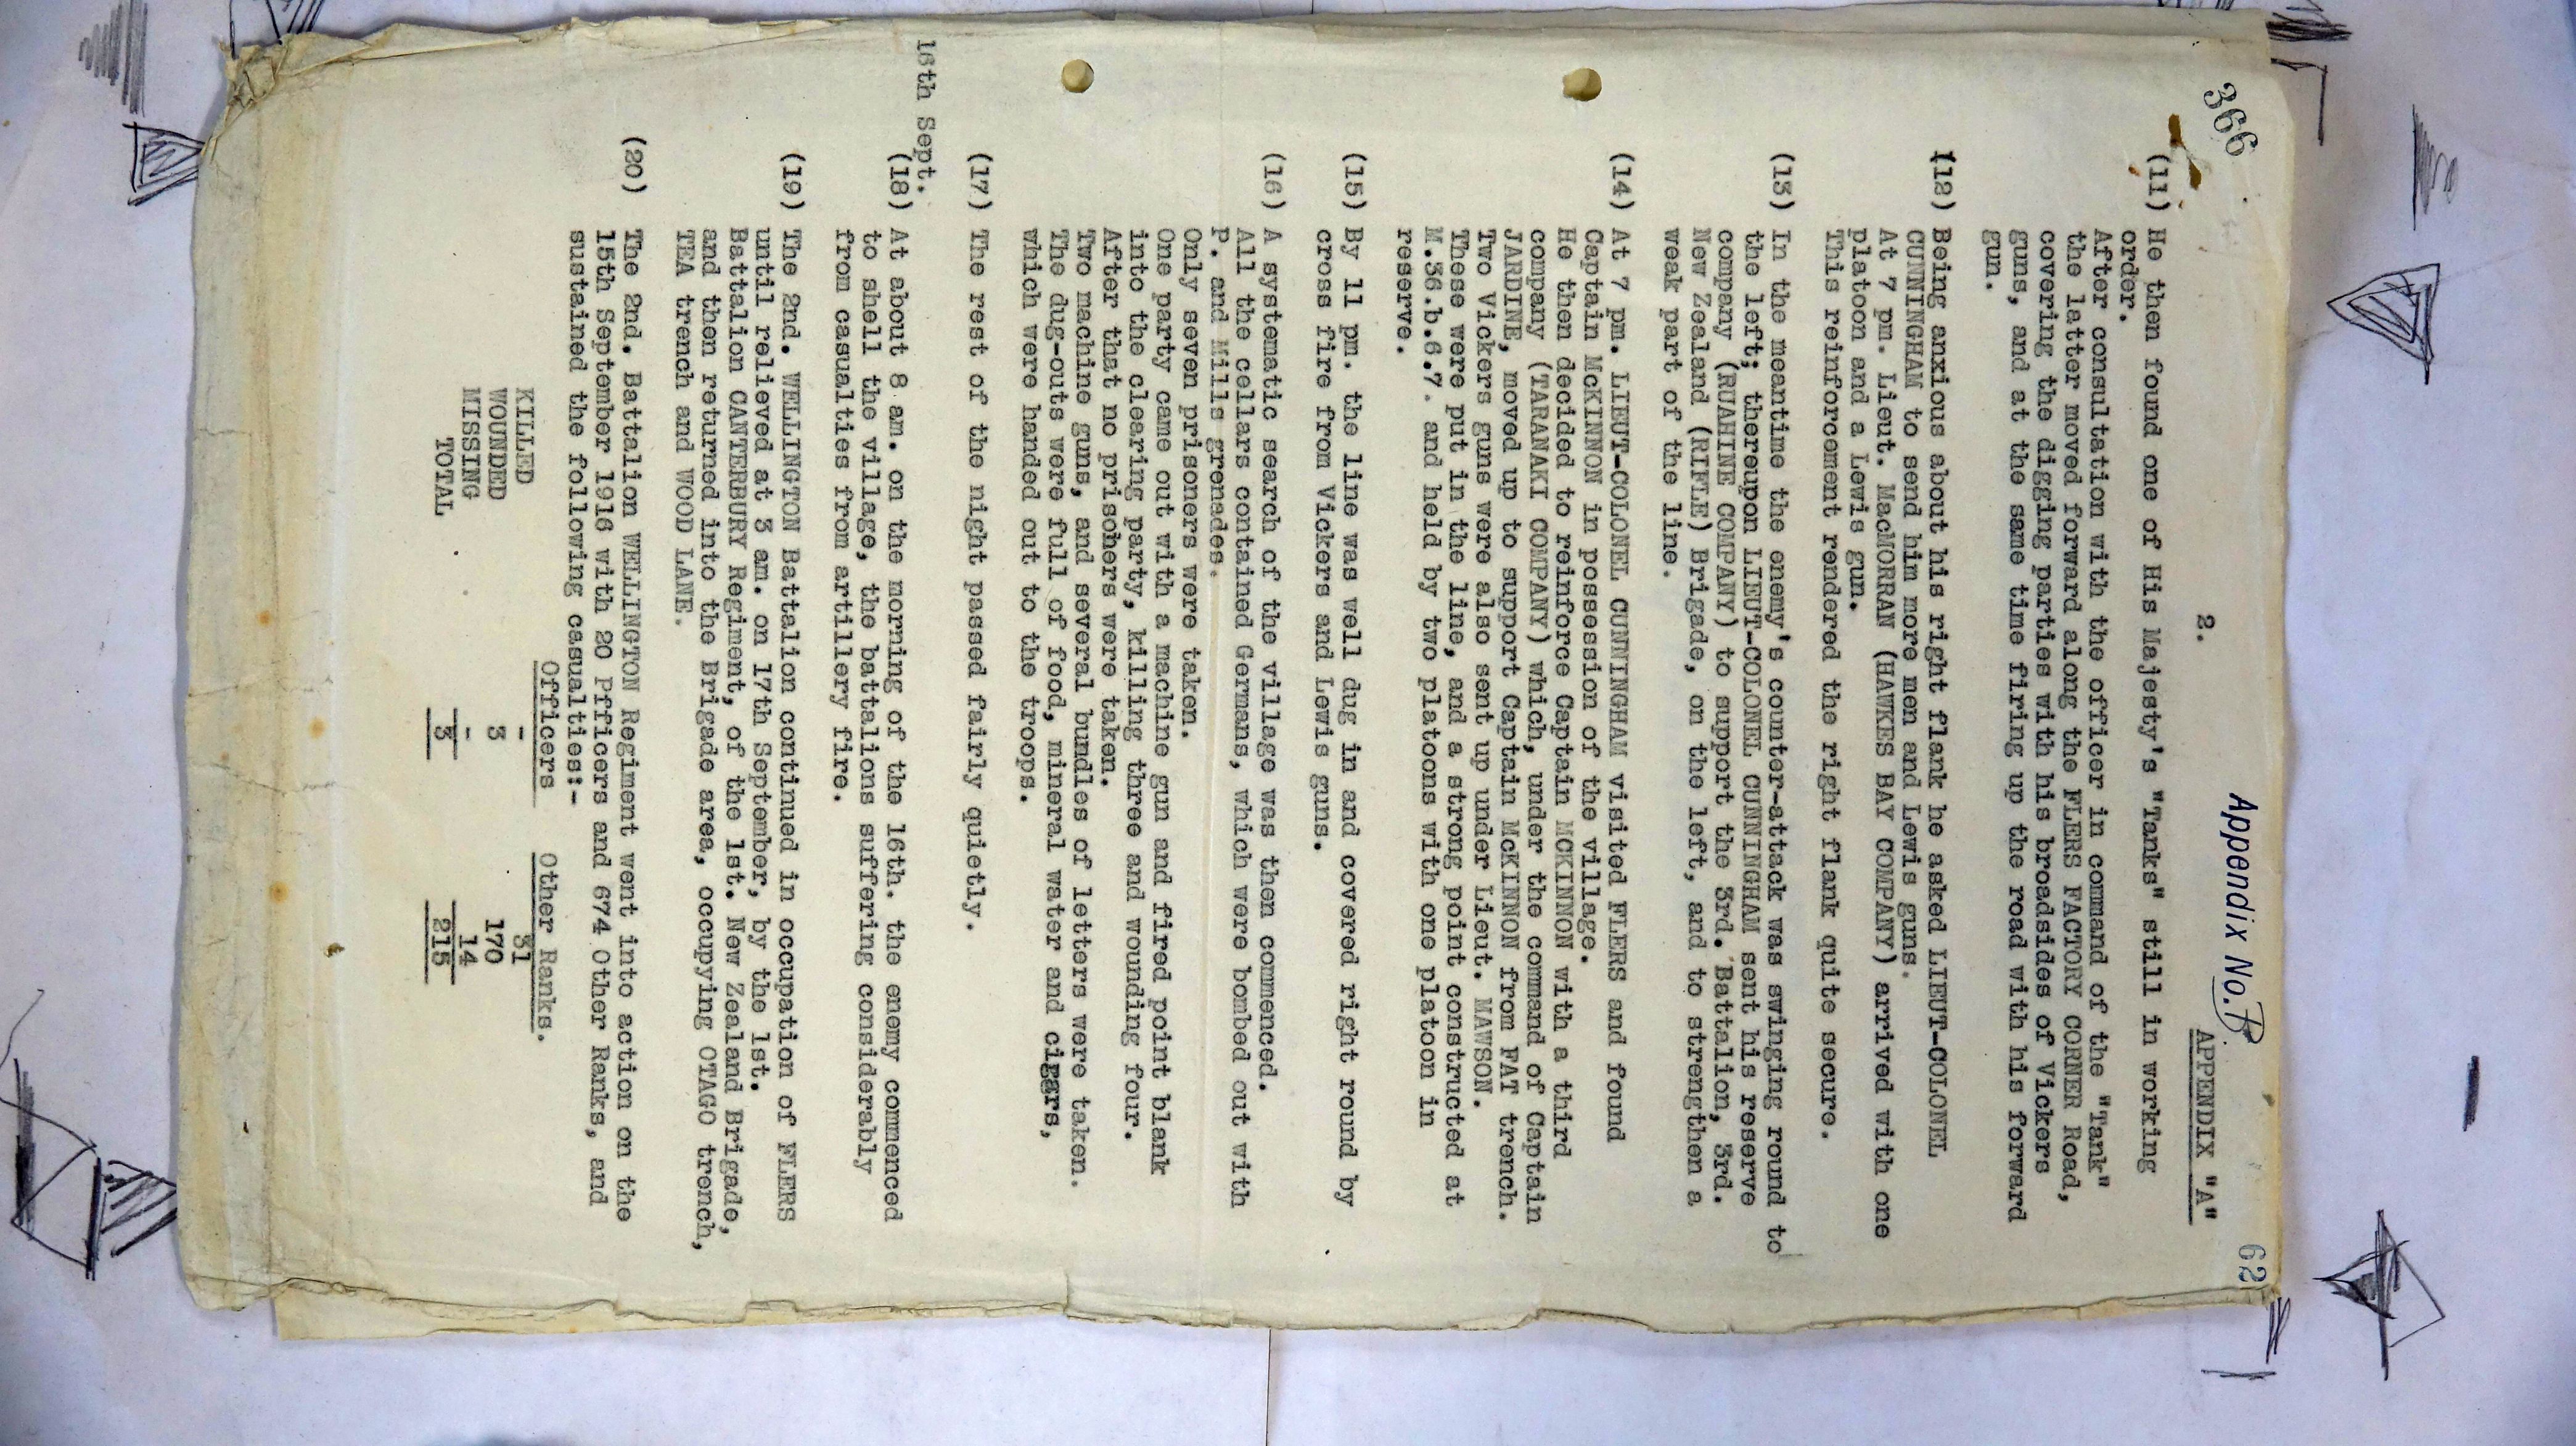 366
2.
Appendix No. B
APPENDIX "A"
62
(11) He then found one of His Majesty's "Tanks" still in working
order.
After consultation with the officer in command of the "Tank"
the latter moved forward along the FLERS FACTORY CORNER Road,
covering the digging parties with his broadsides of Vickers
guns, and at the same time firing up the road with his forward
gun.
(12) Being anxious about his right flank he asked LIEUT-COLONEL
CUNNINGHAM to send him more men and Lewis guns.
At 7 pm. Lieut. MacMORRAN (HAWKES BAY COMPANY) arrived with one
platoon and a Lewis gun.
This reinforcement rendered the right flank quite secure.
(13) In the meantime the enemy's counter-attack was swinging round to
the left; thereupon LIEUT-COLONEL CUNNINGHAM sent his reserve
company (RUAHINE COMPANY) to support the 3rd. Battalion, 3rd.
New Zealand (RIFLE) Brigade, on the left, and to strengthen a
weak part of the line.
(14) At 7 pm. LIEUT-COLONEL CUNNINGHAM visited FLERS and found
Captain McKINNON in possession of the village.
He then decided to reinforce Captain MCKINNON with a third
company (TARANAKI COMPANY) which, under the command of Captain
JARDINE, moved up to support Captain McKINNON from FAT trench.
Two Vickers guns were also sent up under Lieut. MAWSON.
These were put in the line, and a strong point constructed at
M.36.b.6.7. and held by two platoons with one platoon in
reserve.
(15) By 11 pm. the line was well dug in and covered right round by
cross fire from Vickers and Lewis guns.
(16) A systematic search of the village was then commenced.
All the cellars contained Germans, which were bombed out with
P. and Mills grenades.
Only seven prisoners were taken.
One party came out with a machine gun and fired point blank
into the clearing party, killing three and wounding four.
After that no prisoners were taken.
Two machine guns, and several bundles of letters were taken.
The dug-outs were full of food, mineral water and cigars,
which were handed out to the troops.
(17) The rest of the night passed fairly quietly.
16th Sept.
(18) At about 8 am. on the morning of the 16th. the enemy commenced
to shell the village, the battalions suffering considerably
from casualties from artillery fire.
(19) The 2nd. WELLINGTON Battalion continued in occupation of FLERS
until relieved at 3 am. on 17th September, by the 1st.
Battalion CANTERBURY Regiment, of the 1st. New Zealand Brigade,
and then returned into the Brigade area, occupying OTAGO trench,
TEA trench and WOOD LANE.
(20) The 2nd. Battalion WELLINGTON Regiment went into action on the
15th September 1916 with 20 Pfficers and 674 Other Ranks, and
sustained the following casualties:-
Officers Other Ranks.
KILLED - 31
WOUNDED 3 170
MISSING - 14
TOTAL 3 215